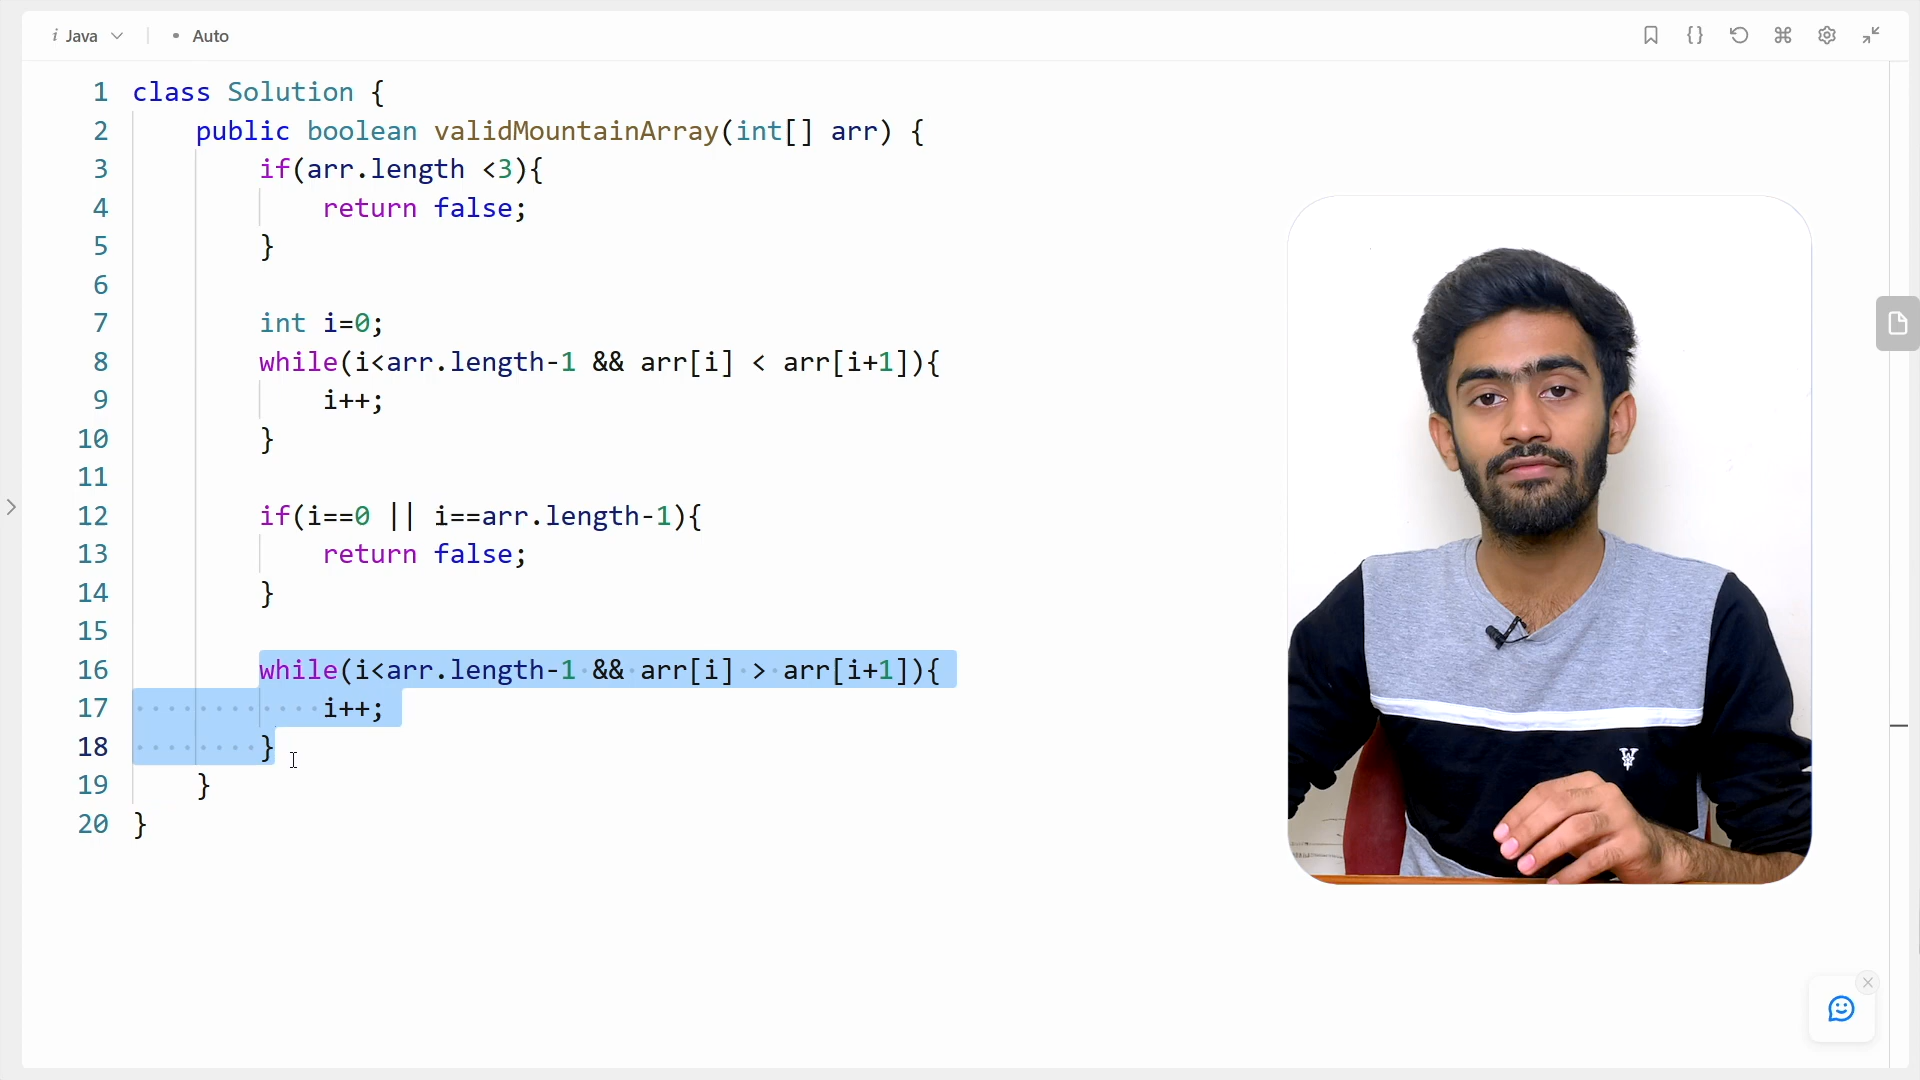 i Java
• Auto
1 class Solution {
2 public boolean validMountainArray(int[] arr) {
3 if(arr.length <3){
4 return false;
5 }
6
7 int i=0;
8 while(i<arr.length-1 && arr[i] < arr[i+1]){
9 i++;
10 }
11
12 if(i==0 || i==arr.length-1){
13 return false;
14 }
15
16 while(i<arr.length-1 && arr[i] > arr[i+1]){
17 i++;
18 }
19 }
20 }